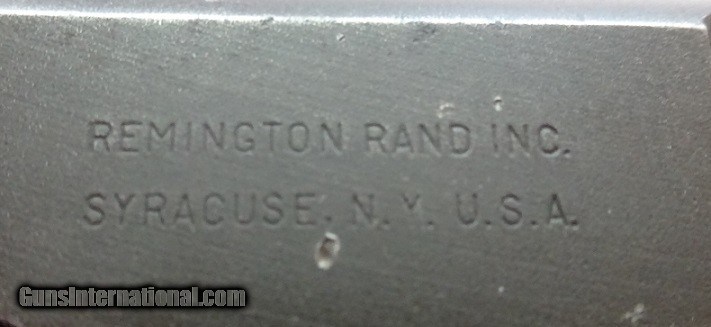 REMINGTON RAND INC.
SYRACUSE, N.Y. U.S.A.
GunsInternational.com